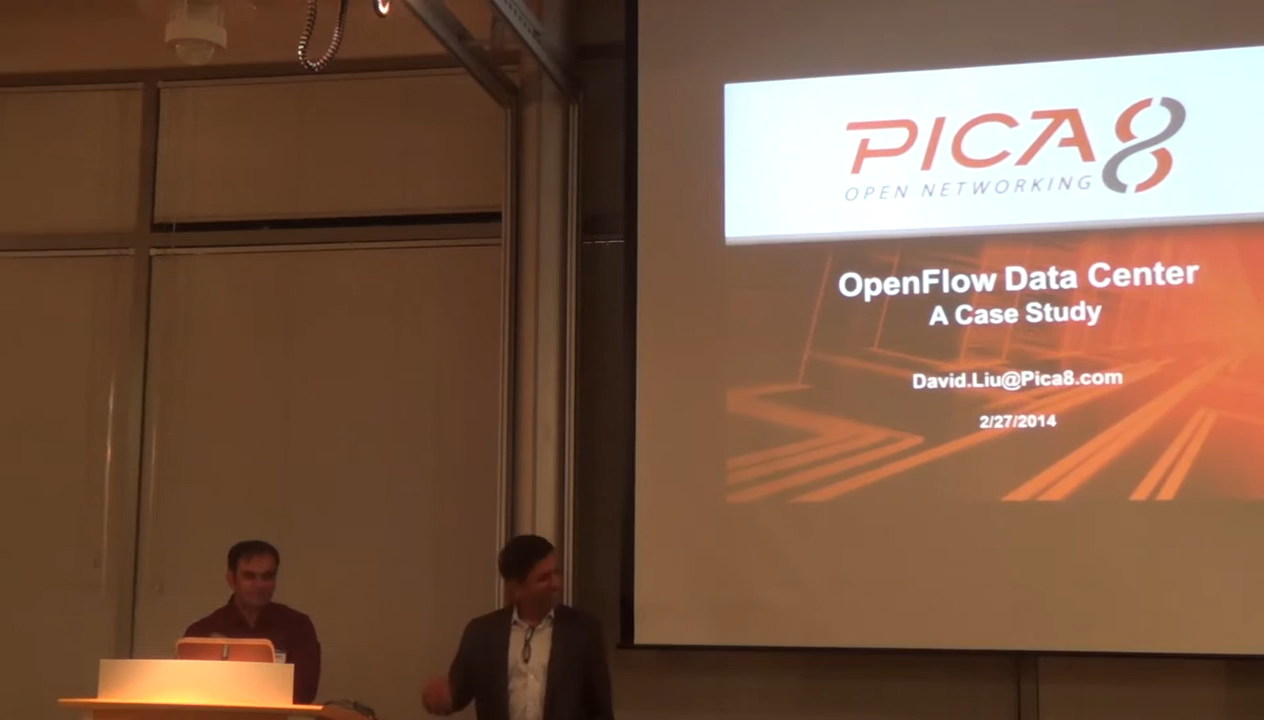 PICA8
OPEN NETWORKING
OpenFlow Data Center
A Case Study
David.Liu@Pica8.com
2/27/2014